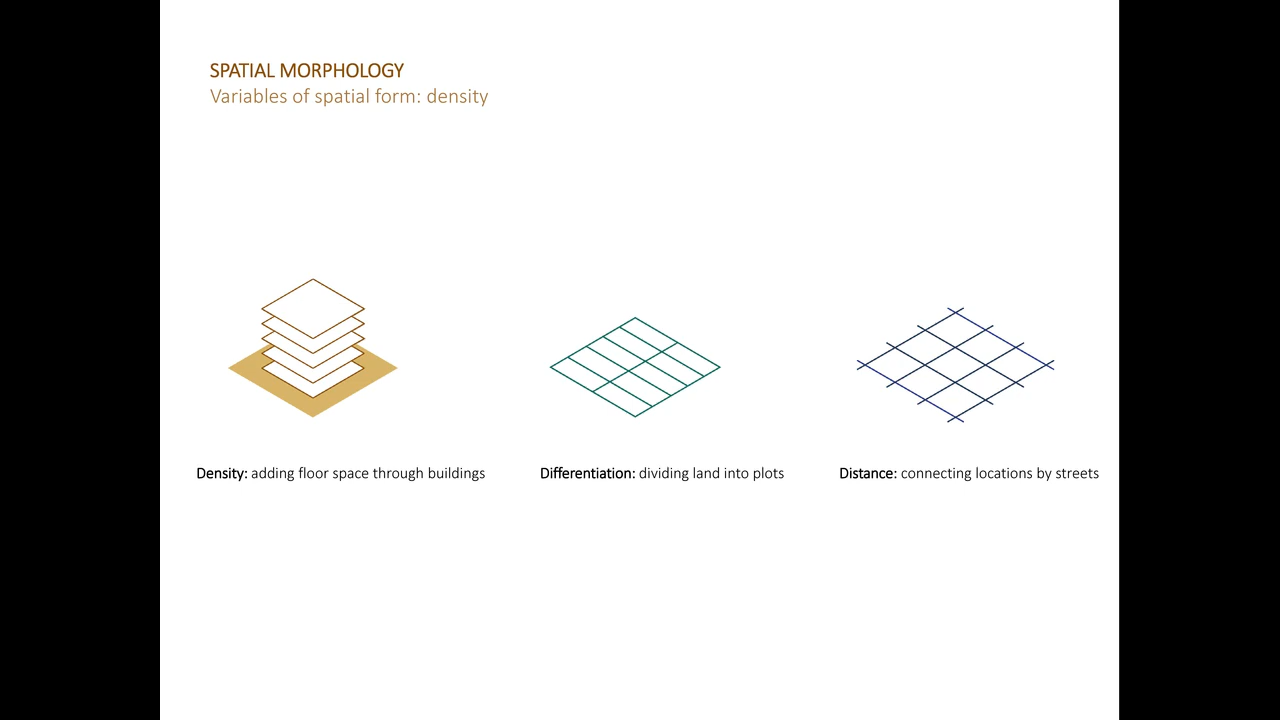 SPATIAL MORPHOLOGY
Variables of spatial form: density
Density: adding floor space through buildings
Differentiation: dividing land into plots
Distance: connecting locations by streets